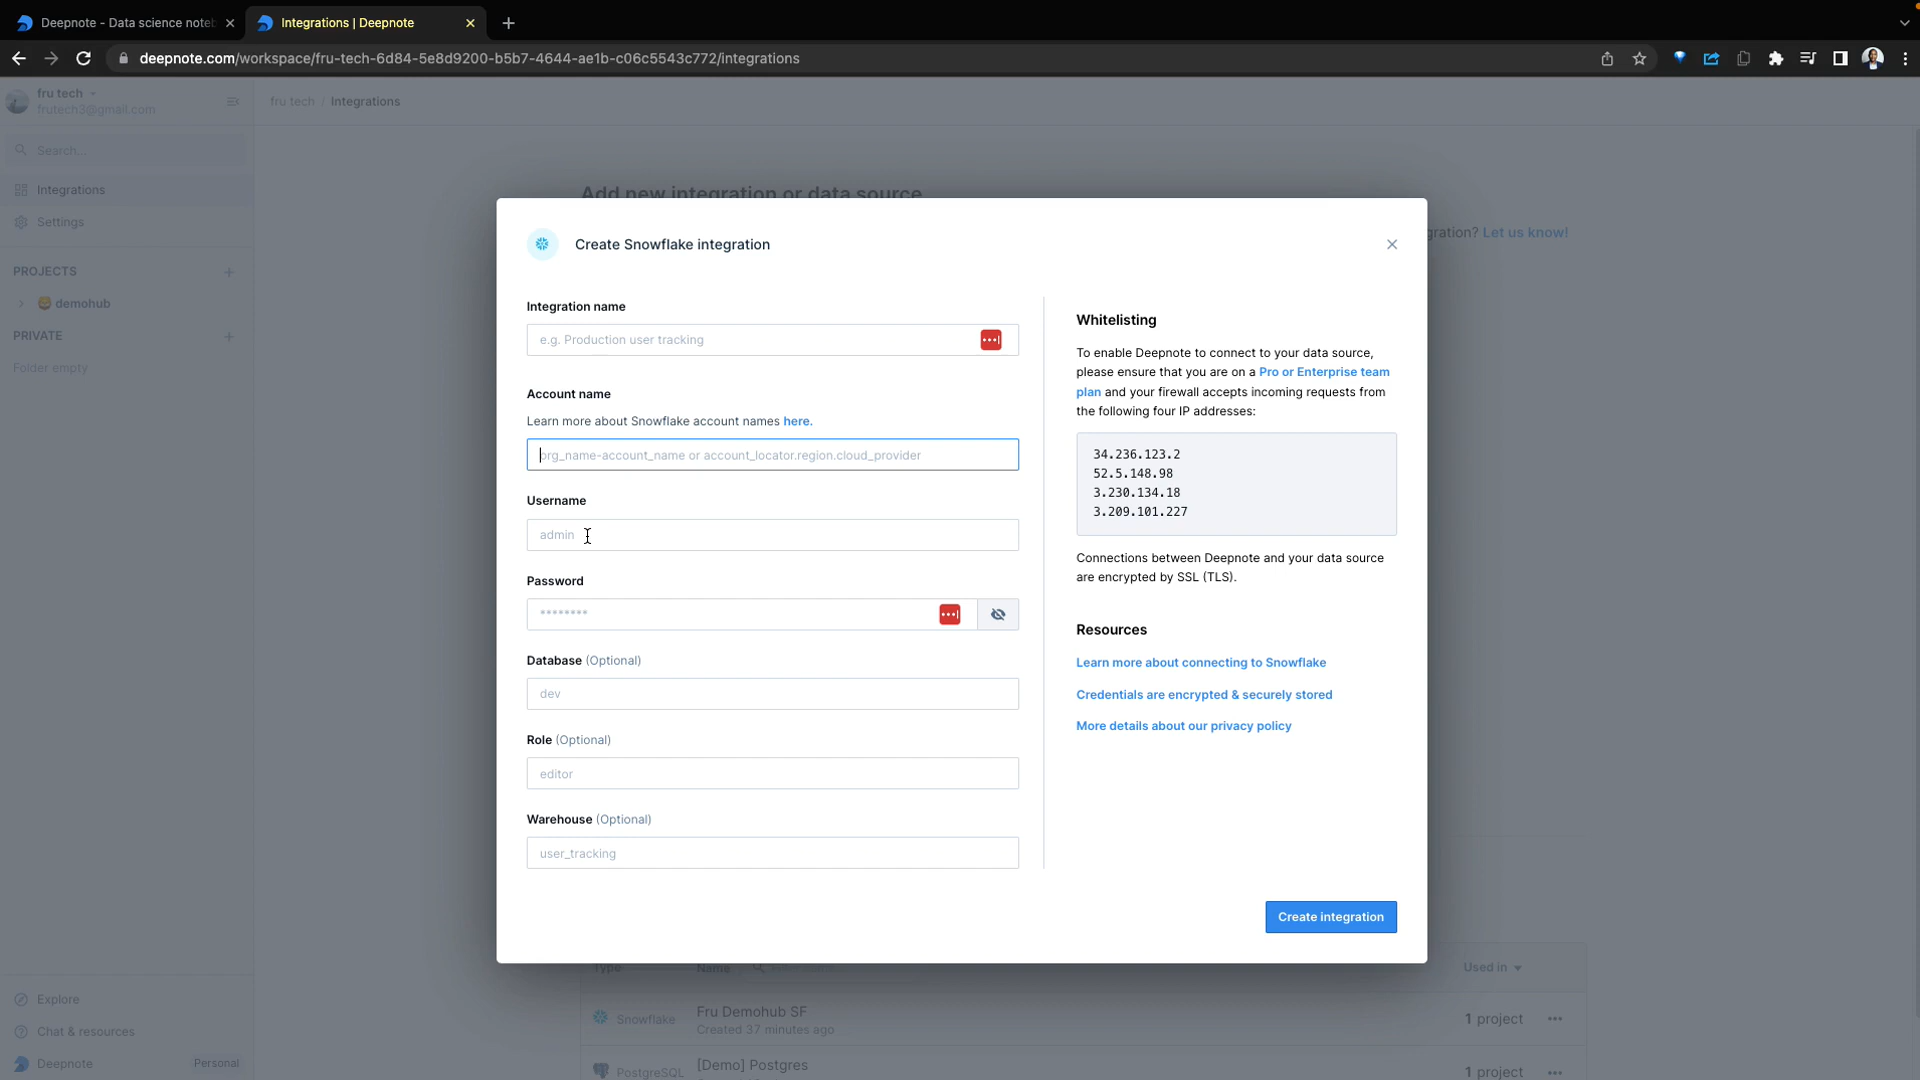 Deepnote - Data science note
Integrations | Deepnote
deepnote.com/workspace/fru-tech-6d84-5e8d9200-b5b7-4644-ae1b-c06c5543c772/integrations
fru tech
frutech3@gmail.com
fru tech / Integrations
Search...
Integrations
Settings
PROJECTS
demohub
PRIVATE
Folder empty
Add new integration or data source
gration? Let us know!
Create Snowflake integration
Integration name
e.g. Production user tracking
Account name
Learn more about Snowflake account names here.
org_name-account_name or account_locator.region.cloud_provider
Username
admin
Password
********
Database (Optional)
dev
Role (Optional)
editor
Warehouse (Optional)
user_tracking
Whitelisting
To enable Deepnote to connect to your data source,
please ensure that you are on a Pro or Enterprise team
plan and your firewall accepts incoming requests from
the following four IP addresses:
34.236.123.2
52.5.148.98
3.230.134.18
3.209.101.227
Connections between Deepnote and your data source
are encrypted by SSL (TLS).
Resources
Learn more about connecting to Snowflake
Credentials are encrypted & securely stored
More details about our privacy policy
Create integration
Type Name Used in
Snowflake Fru Demohub SF 1 project
Created 37 minutes ago
PostgreSQL [Demo] Postgres 1 project
Explore
Chat & resources
Deepnote Personal